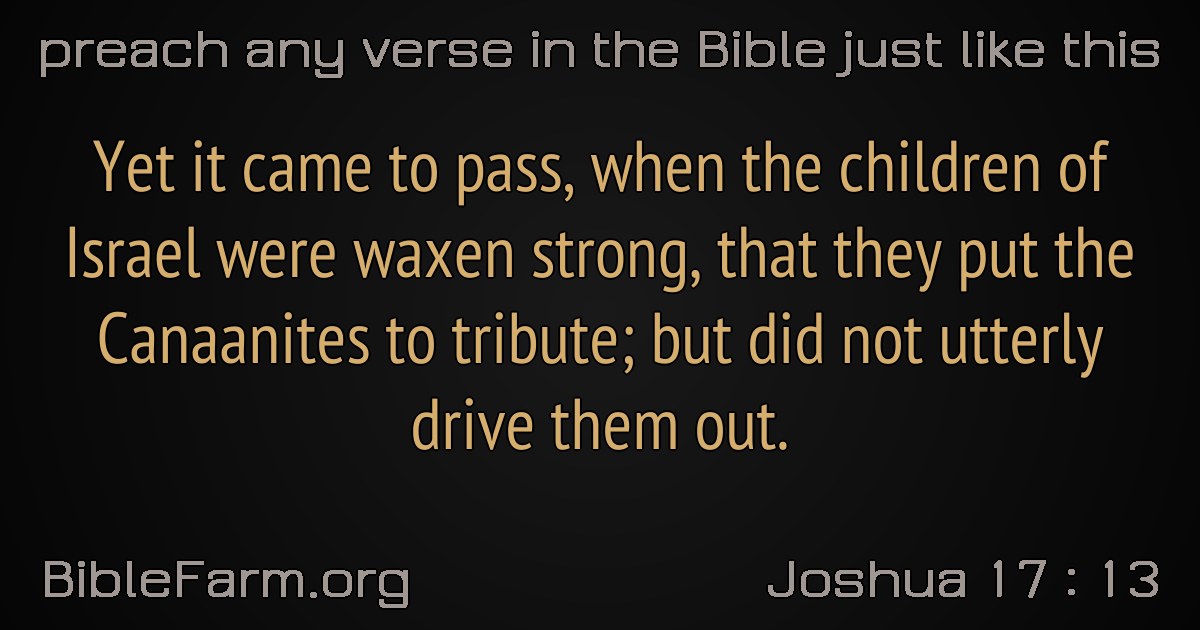 preach any verse in the Bible just like this
Yet it came to pass, when the children of
Israel were waxen strong, that they put the
Canaanites to tribute; but did not utterly
drive them out.
BibleFarm.org
Joshua 17 : 13